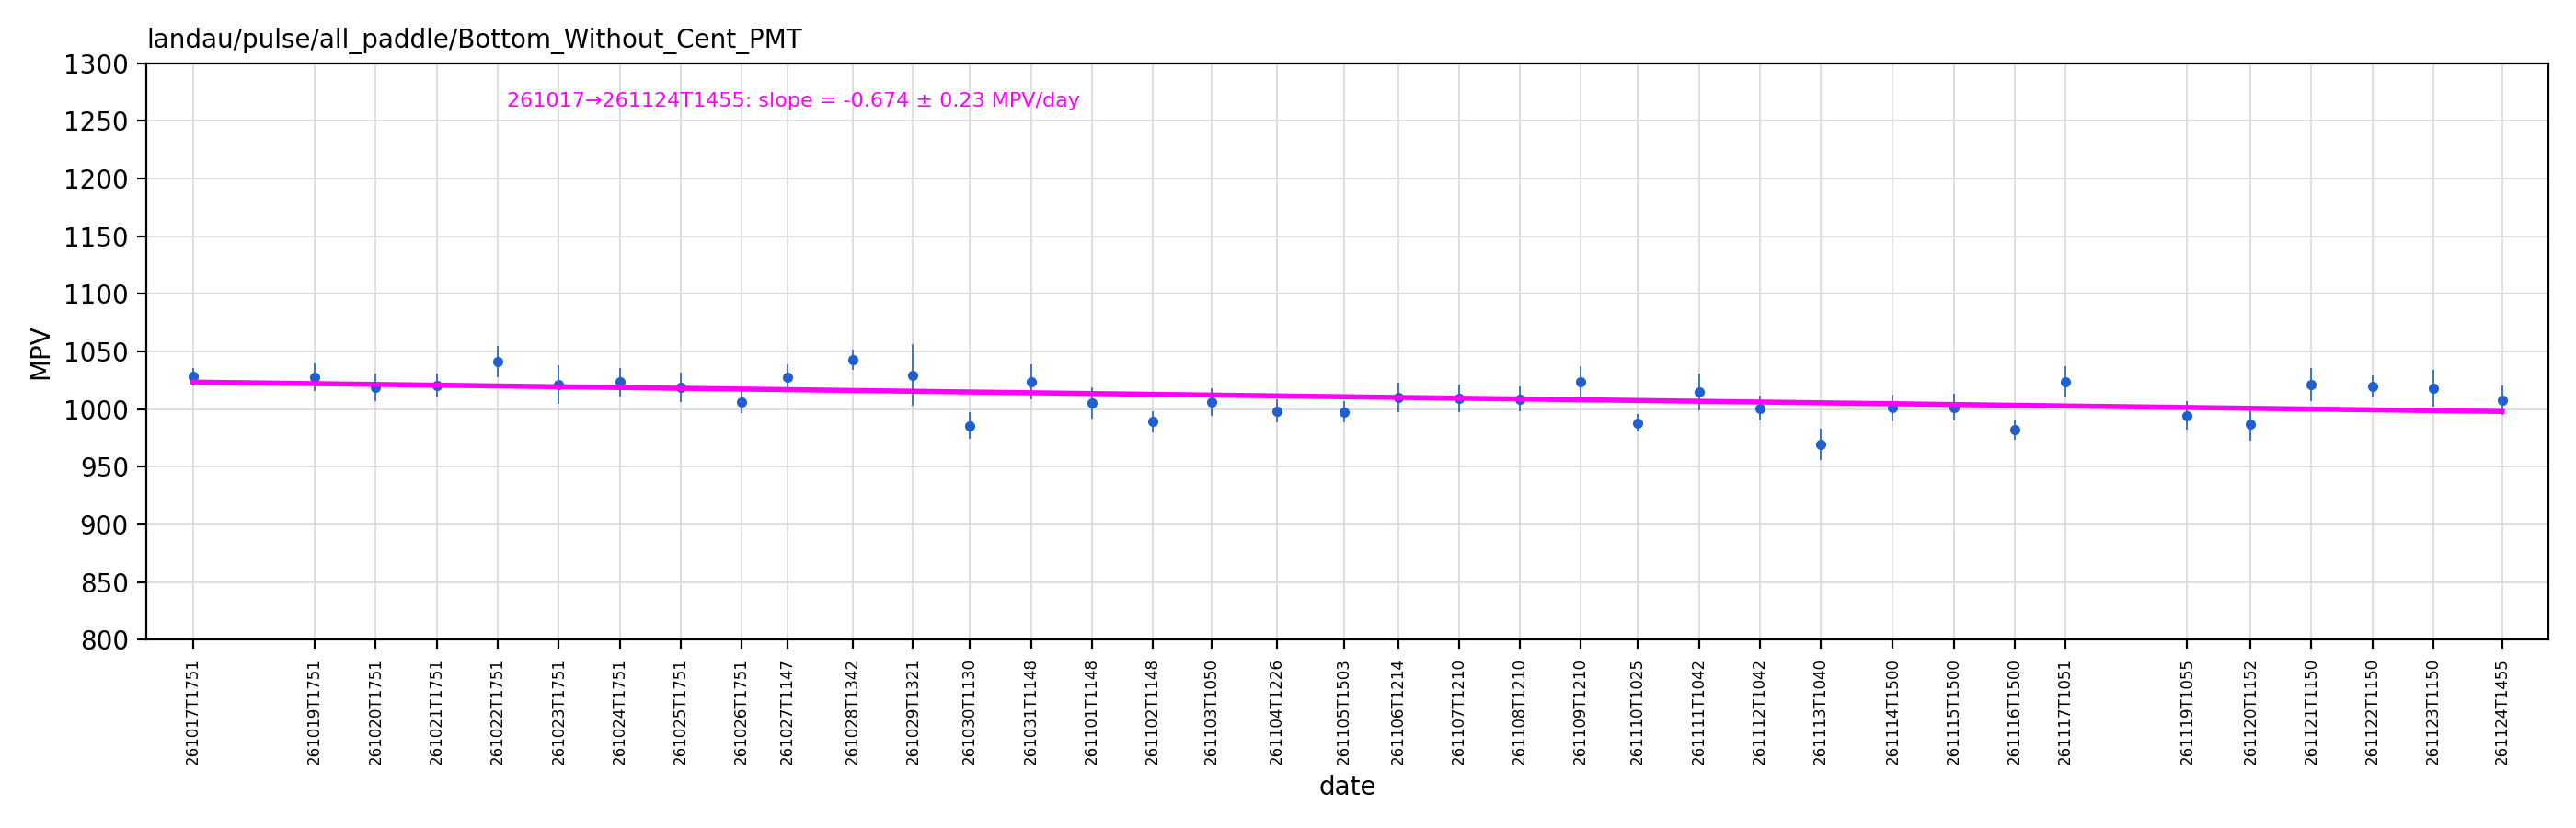 landau/pulse/all_paddle/Bottom_Without_Cent_PMT
261017→261124T1455: slope = -0.674 ± 0.23 MPV/day
MPV
1300
1250
1200
1150
1100
1050
1000
950
900
850
800
261017T1751
261019T1751
261020T1751
261021T1751
261022T1751
261023T1751
261024T1751
261025T1751
261026T1751
261027T1147
261028T1342
261029T1321
261030T1130
261031T1148
261101T1148
261102T1148
261103T1050
261104T1226
261105T1503
261106T1214
261107T1210
261108T1210
261109T1210
261110T1025
261111T1042
261112T1042
261113T1040
261114T1500
261115T1500
261116T1500
261117T1051
261119T1055
261120T1152
261121T1150
261122T1150
261123T1150
261124T1455
date